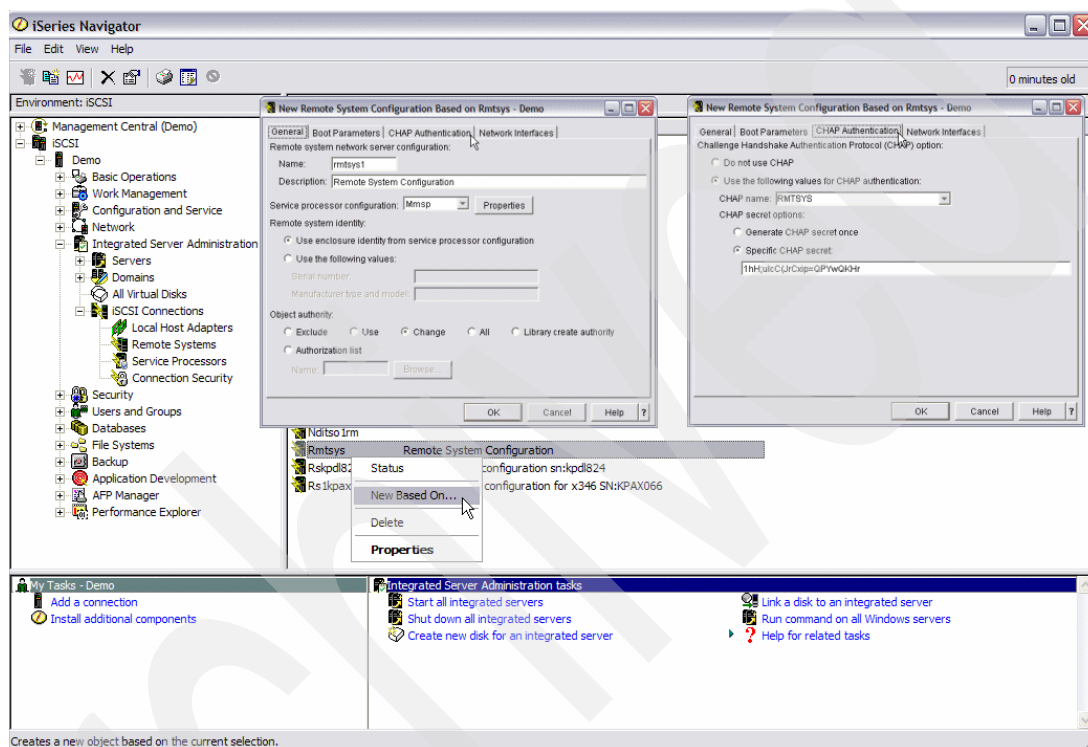 iSeries Navigator
File Edit View Help
0 minutes old
Environment: iSCSI
Management Central (Demo)
iSCSI
Demo
Basic Operations
Work Management
Configuration and Service
Network
Integrated Server Administration
Servers
Domains
All Virtual Disks
iSCSI Connections
Local Host Adapters
Remote Systems
Service Processors
Connection Security
Security
Users and Groups
Databases
File Systems
Backup
Application Development
AFP Manager
Performance Explorer
New Remote System Configuration Based on Rmtsys - Demo
General Boot Parameters CHAP Authentication Network Interfaces
Remote system network server configuration:
Name: rmtsys1
Description: Remote System Configuration
Service processor configuration: Mmsp Properties
Remote system identity:
Use enclosure identity from service processor configuration
Use the following values:
Serial number:
Manufacturer type and model:
Object authority:
Exclude Use Change All Library create authority
Authorization list
Name: Browse...
OK Cancel Help ?
New Remote System Configuration Based on Rmtsys - Demo
General Boot Parameters CHAP Authentication Network Interfaces
Challenge Handshake Authentication Protocol (CHAP) option:
Do not use CHAP
Use the following values for CHAP authentication:
CHAP name: RMTSYS
CHAP secret options:
Generate CHAP secret once
Specific CHAP secret:
OK Cancel Help ?
Nditso1rm
Rmtsys Remote System Configuration
Rskpdl82 configuration sn:kpdl824
Rs1kpax configuration for x346 SN:KPAX066
Status
New Based On...
Delete
Properties
My Tasks - Demo
Add a connection
Install additional components
Integrated Server Administration tasks
Start all integrated servers
Shut down all integrated servers
Create new disk for an integrated server
Link a disk to an integrated server
Run command on all Windows servers
? Help for related tasks
Creates a new object based on the current selection.